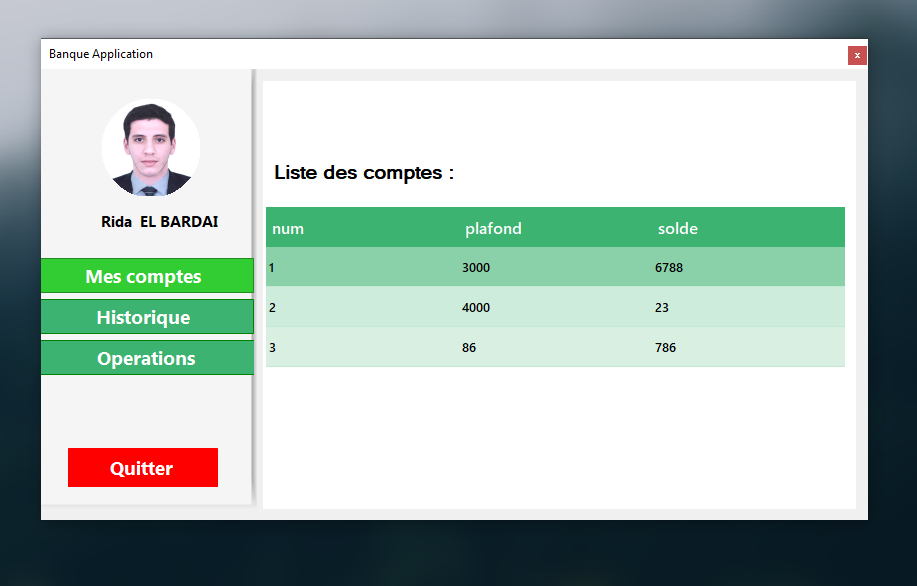 Banque Application
x
Rida EL BARDAI
Mes comptes
Historique
Operations
Quitter
Liste des comptes :
num plafond solde
1 3000 6788
2 4000 23
3 86 786